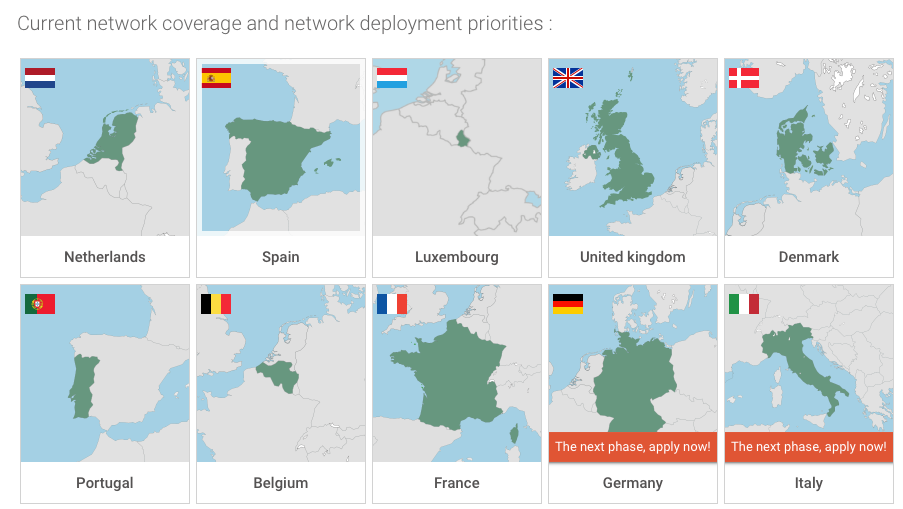 Current network coverage and network deployment priorities :
Netherlands
Spain
Luxembourg
United kingdom
Denmark
The next phase, apply now!
The next phase, apply now!
Portugal
Belgium
France
Germany
Italy